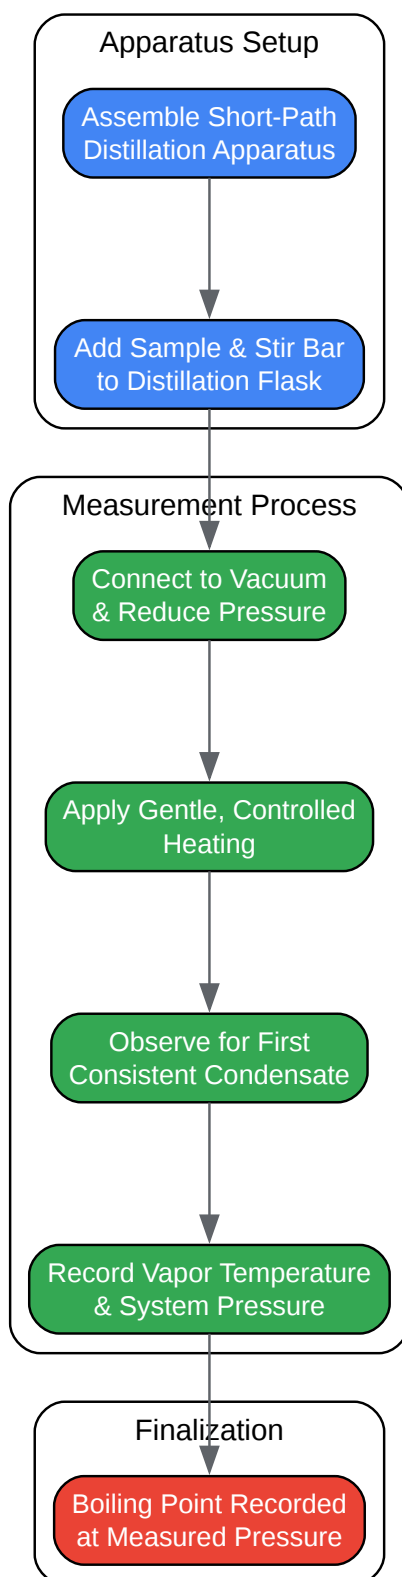 Apparatus Setup
Assemble Short-Path
Distillation Apparatus
Add Sample & Stir Bar
to Distillation Flask
Measurement Process
Connect to Vacuum
& Reduce Pressure
Apply Gentle, Controlled
Heating
Observe for First
Consistent Condensate
Record Vapor Temperature
& System Pressure
Finalization
Boiling Point Recorded
at Measured Pressure